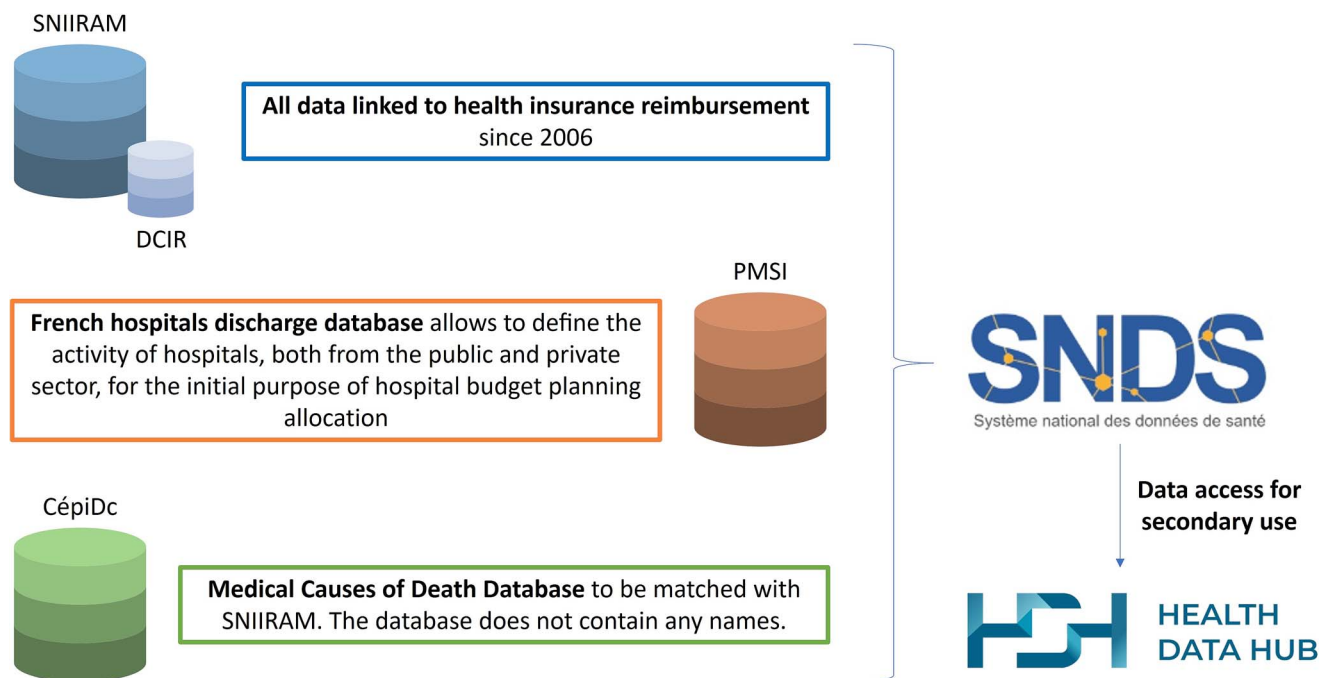 SNIIRAM
All data linked to health insurance reimbursement
since 2006
DCIR
PMSI
French hospitals discharge database allows to define the
activity of hospitals, both from the public and private
sector, for the initial purpose of hospital budget planning
allocation
SNDS
Système national des données de santé
Data access for
secondary use
CépiDc
Medical Causes of Death Database to be matched with
SNIIRAM. The database does not contain any names.
HDH
HEALTH
DATA HUB